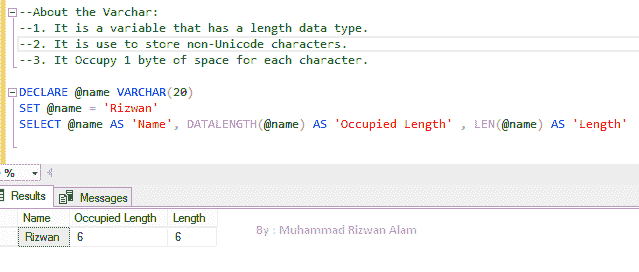 --About the Varchar:
--1. It is a variable that has a length data type.
--2. It is use to store non-Unicode characters.
--3. It Occupy 1 byte of space for each character.
DECLARE @name VARCHAR(20)
SET @name = 'Rizwan'
SELECT @name AS 'Name', DATALENGTH(@name) AS 'Occupied Length' , LEN(@name) AS 'Length'
%
Results Messages
Name Occupied Length Length
Rizwan 6 6
By : Muhammad Rizwan Alam